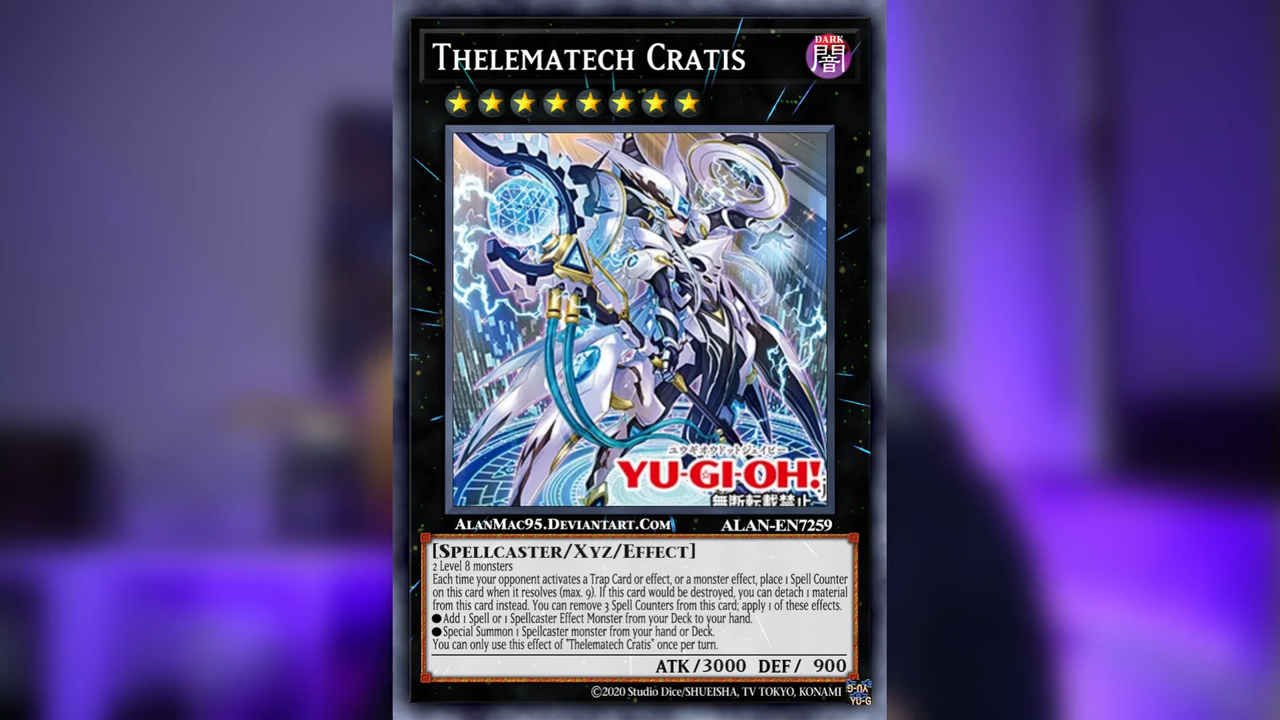 Thelematech Cratis
DARK
闇
ユウギオウドットジェイピー
YU-GI-OH!
無断転載禁止
AlanMac95.Deviantart.Com
ALAN-EN7259
[Spellcaster/Xyz/Effect]
2 Level 8 monsters
Each time your opponent activates a Trap Card or effect, or a monster effect, place 1 Spell Counter
on this card when it resolves (max. 9). If this card would be destroyed, you can detach 1 material
from this card instead. You can remove 3 Spell Counters from this card; apply 1 of these effects.
●Add 1 Spell or 1 Spellcaster Effect Monster from your Deck to your hand.
●Special Summon 1 Spellcaster monster from your hand or Deck.
You can only use this effect of "Thelematech Cratis" once per turn.
ATK/3000 DEF/ 900
©2020 Studio Dice/SHUEISHA, TV TOKYO, KONAMI